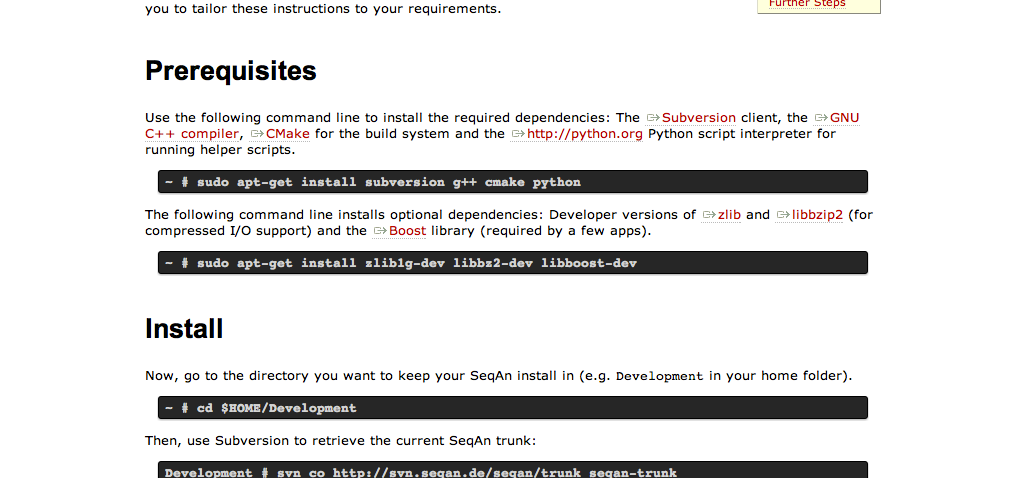 you to tailor these instructions to your requirements.
Further Steps
Prerequisites
Use the following command line to install the required dependencies: The Subversion client, the GNU
C++ compiler, CMake for the build system and the http://python.org Python script interpreter for
running helper scripts.
~ # sudo apt-get install subversion g++ cmake python
The following command line installs optional dependencies: Developer versions of zlib and libbzip2 (for
compressed I/O support) and the Boost library (required by a few apps).
~ # sudo apt-get install zlib1g-dev libbz2-dev libboost-dev
Install
Now, go to the directory you want to keep your SeqAn install in (e.g. Development in your home folder).
~ # cd $HOME/Development
Then, use Subversion to retrieve the current SeqAn trunk:
Development # svn co http://svn.seqan.de/seqan/trunk seqan-trunk